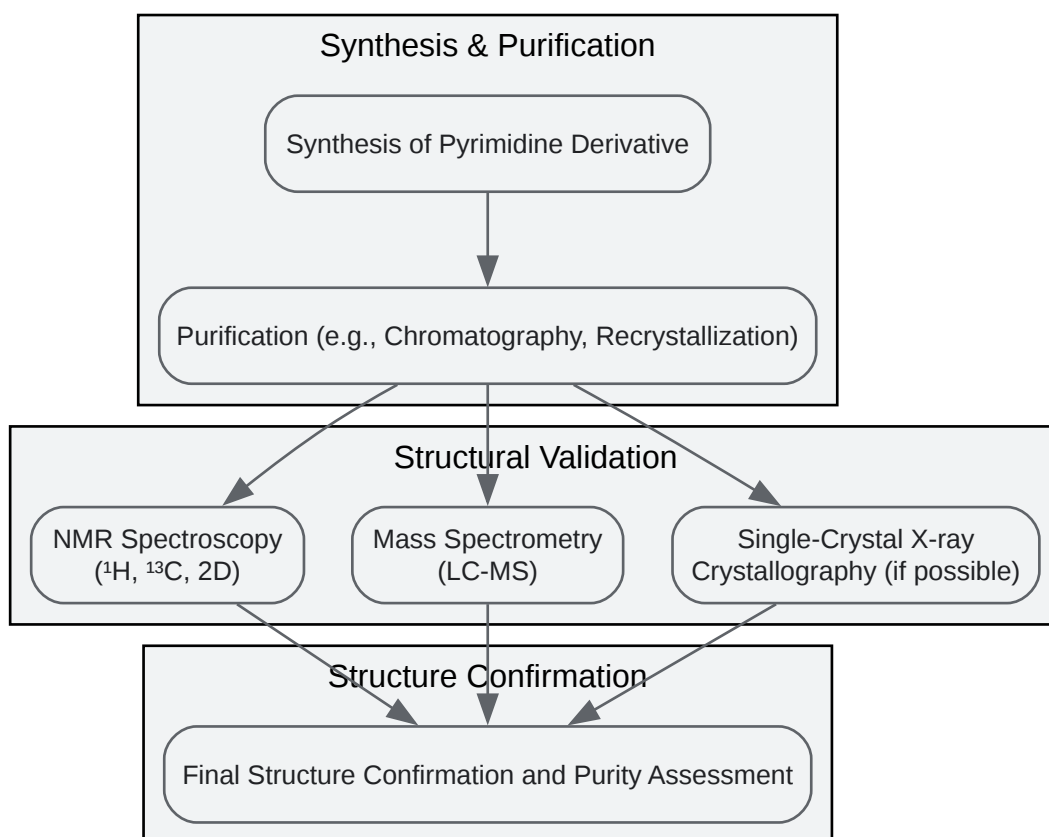 Synthesis & Purification
Synthesis of Pyrimidine Derivative
Purification (e.g., Chromatography, Recrystallization)
Structural Validation
NMR Spectroscopy
(¹H, ¹³C, 2D)
Mass Spectrometry
(LC-MS)
Single-Crystal X-ray
Crystallography (if possible)
Structure Confirmation
Final Structure Confirmation and Purity Assessment